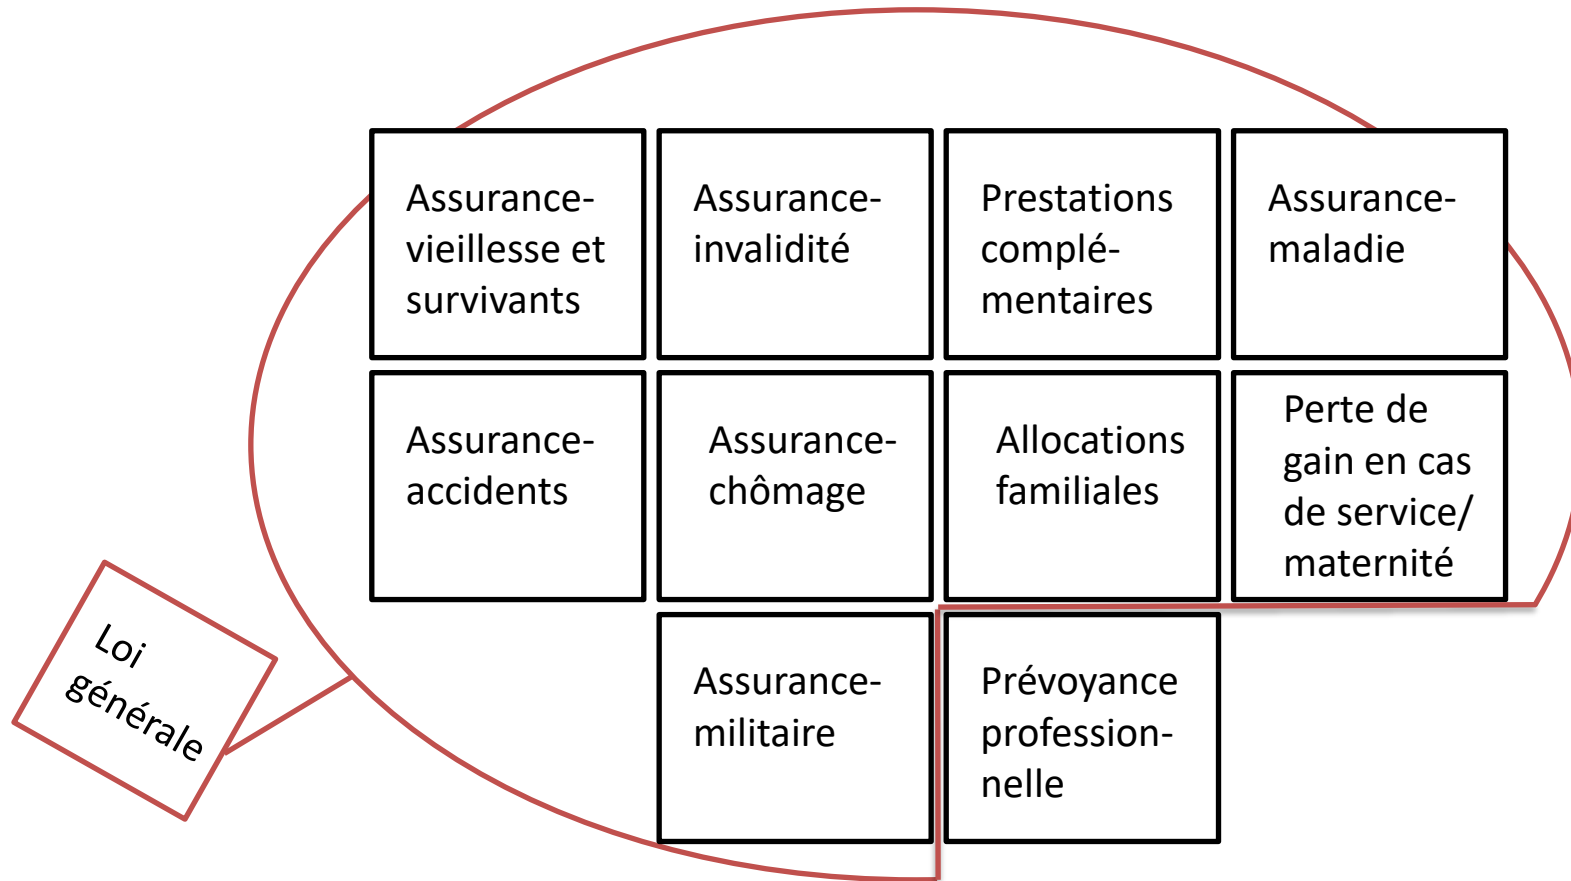 Assurance-
vieillesse et
survivants
Assurance-
invalidité
Prestations
complé-
mentaires
Assurance-
maladie
Assurance-
accidents
Assurance-
chômage
Allocations
familiales
Perte de
gain en cas
de service/
maternité
Loi
générale
Assurance-
militaire
Prévoyance
profession-
nelle